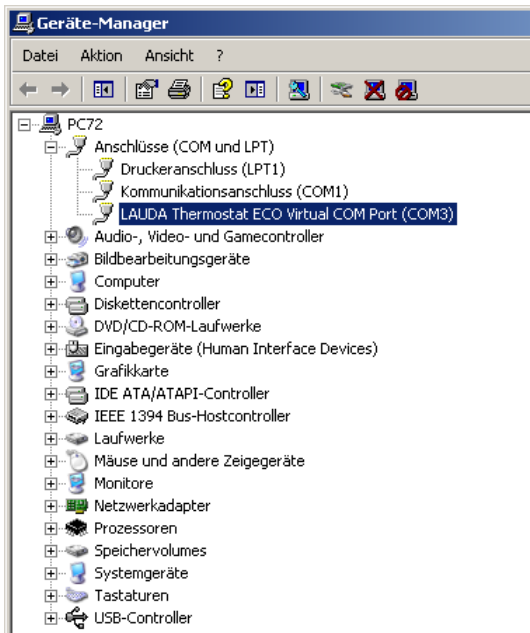 Geräte-Manager
Datei Aktion Ansicht ?
PC72
Anschlüsse (COM und LPT)
Druckeranschluss (LPT1)
Kommunikationsanschluss (COM1)
LAUDA Thermostat ECO Virtual COM Port (COM3)
Audio-, Video- und Gamecontroller
Bildbearbeitungsgeräte
Computer
Diskettencontroller
DVD/CD-ROM-Laufwerke
Eingabegeräte (Human Interface Devices)
Grafikkarte
IDE ATA/ATAPI-Controller
IEEE 1394 Bus-Hostcontroller
Laufwerke
Mäuse und andere Zeigegeräte
Monitore
Netzwerkadapter
Prozessoren
Speichervolumes
Systemgeräte
Tastaturen
USB-Controller